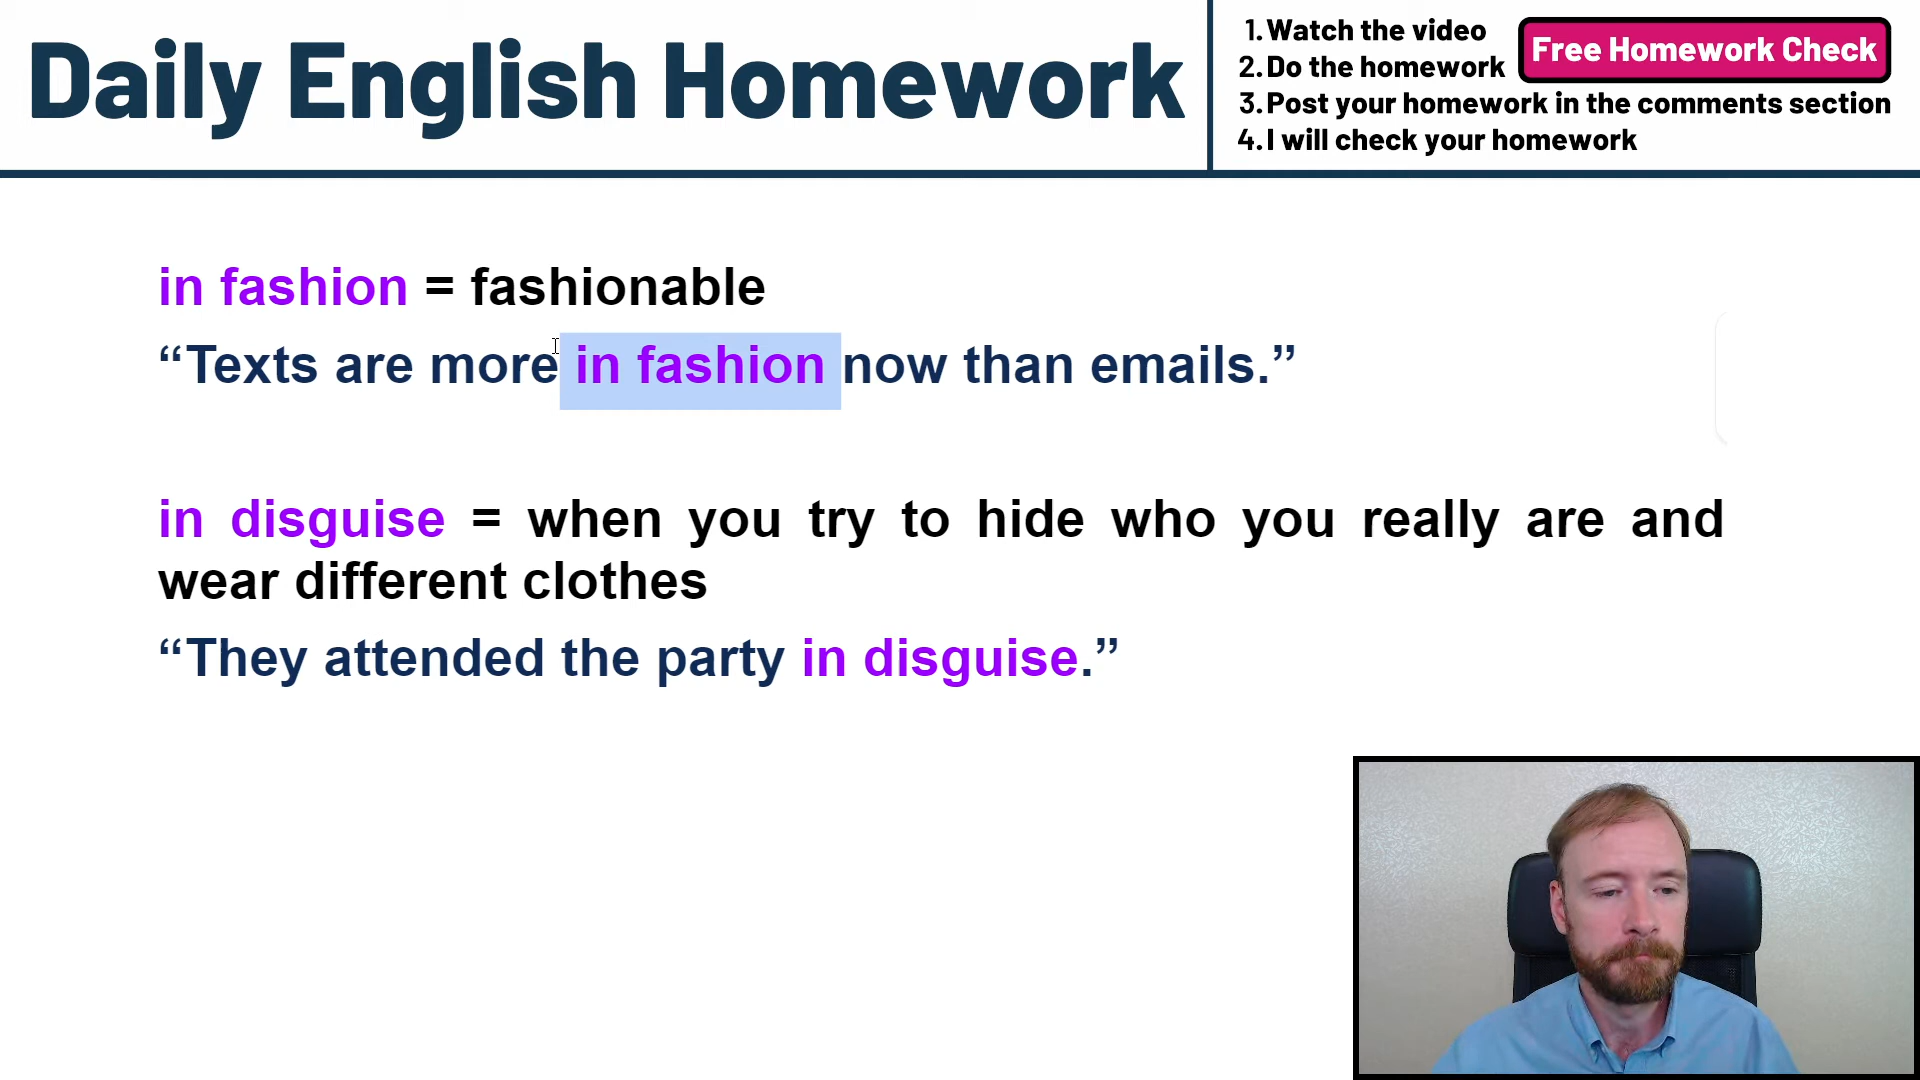 Daily English Homework
1. Watch the video
2. Do the homework
Free Homework Check
3. Post your homework in the comments section
4. I will check your homework
in fashion = fashionable
“Texts are more in fashion now than emails.”
in disguise = when you try to hide who you really are and
wear different clothes
“They attended the party in disguise.”